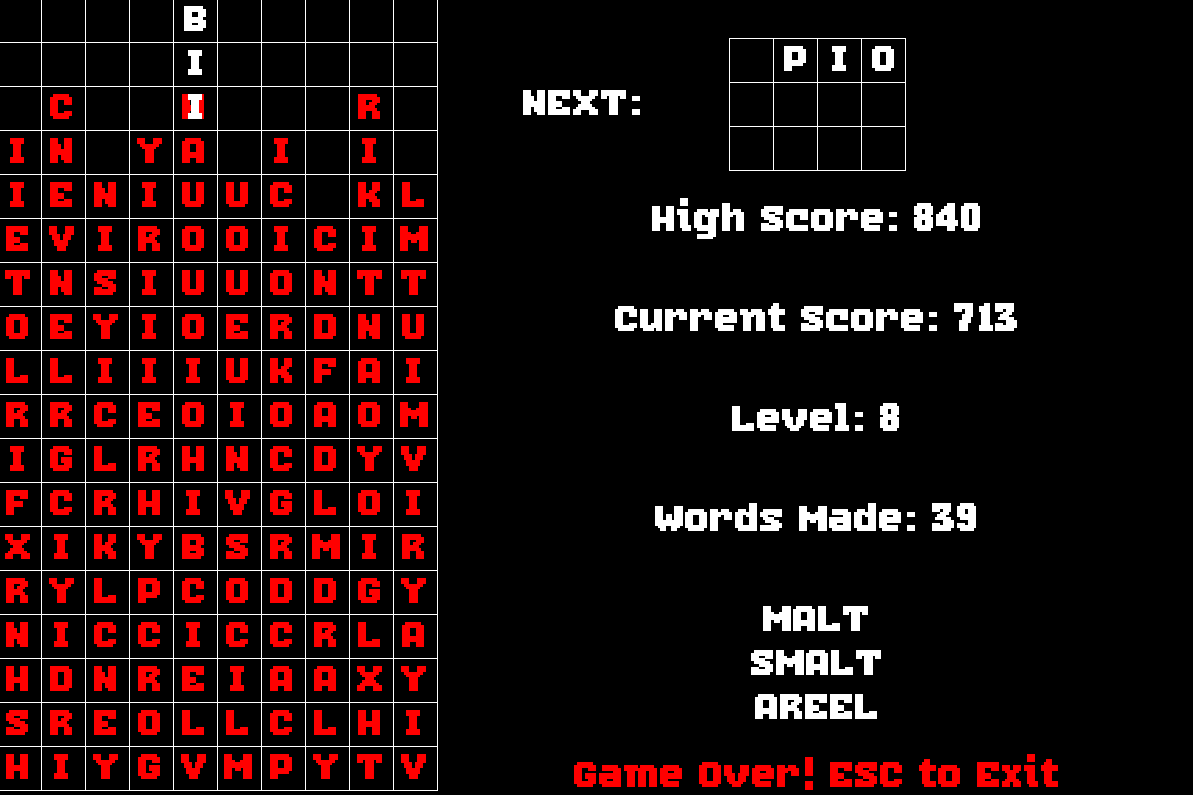 B
I
C I R
I N Y A I I
I E N I U U C K L
E V I R O O I C I M
T N S I U U O N T T
O E Y I O E R D N U
L L I I I U K F A I
R R C E O I O A O M
I G L R H N C D Y V
F C R H I V G L O I
X I K Y B S R M I R
R Y L P C O D D G Y
N I C C I C C R L A
H D N R E I A A X Y
S R E O L L C L H I
H I Y G V M P Y T V
P I O
NEXT:
High Score: 840
Current Score: 713
Level: 8
Words Made: 39
MALT
SMALT
AREEL
Game Over! ESC to Exit